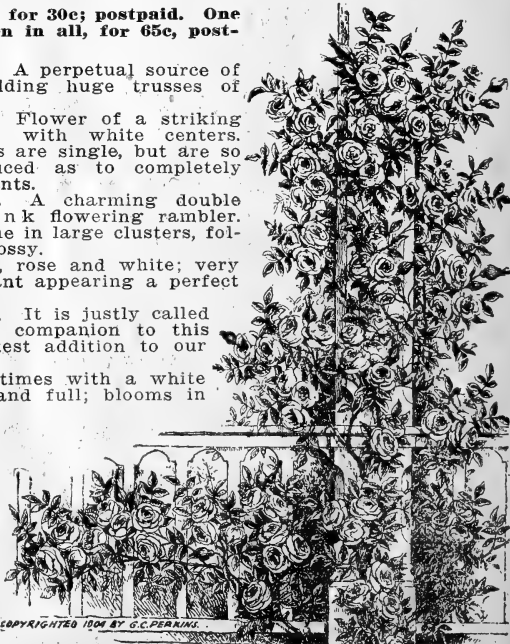 for 30c; postpaid. One
n in all, for 65c, post-
A perpetual source of
lding huge trusses of
Flower of a striking
with white centers.
s are single, but are so
uced as to completely
nts.
. A charming double
nk flowering rambler.
ne in large clusters, fol-
ossy.
, rose and white; very
nt appearing a perfect
. It is justly called
companion to this
est addition to our
times with a white
and full; blooms in
COPYRIGHTED 1904 BY G.C.PERKINS.